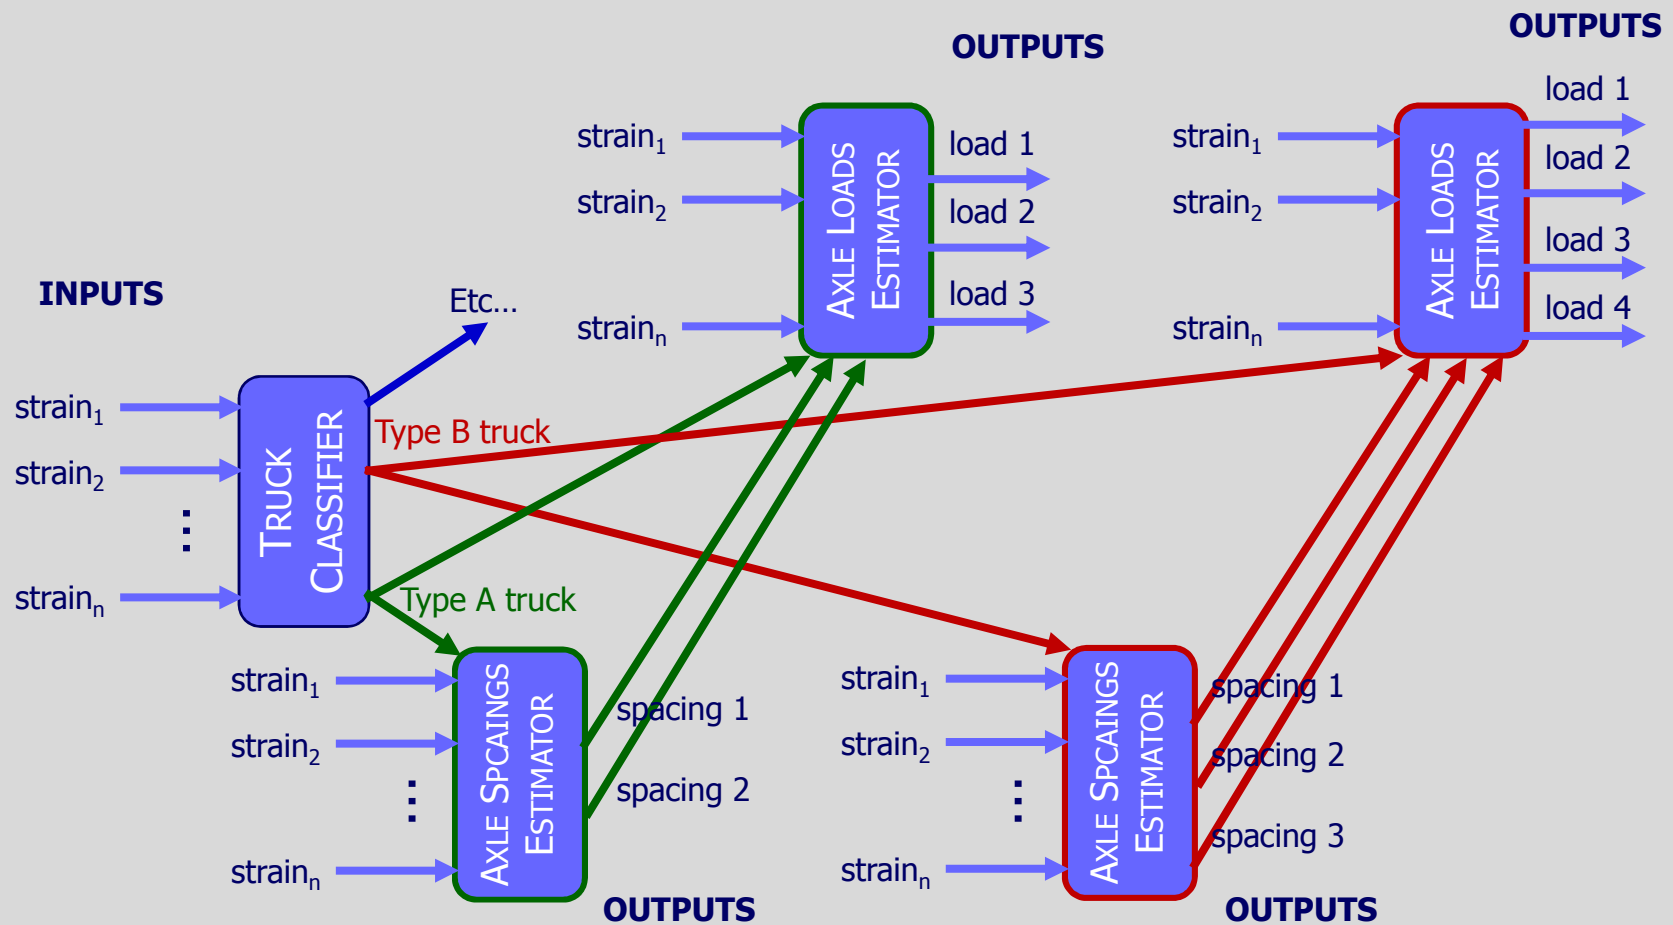 OUTPUTS
OUTPUTS
strain1
strain2
strainn
AXLE LOADS
ESTIMATOR
load 1
load 2
load 3
strain1
strain2
strainn
AXLE LOADS
ESTIMATOR
load 1
load 2
load 3
load 4
INPUTS
Etc...
strain1
strain2
...
strainn
TRUCK
CLASSIFIER
Type B truck
Type A truck
strain1
strain2
...
strainn
AXLE SPCAINGS
ESTIMATOR
spacing 1
spacing 2
OUTPUTS
strain1
strain2
...
strainn
AXLE SPCAINGS
ESTIMATOR
spacing 1
spacing 2
spacing 3
OUTPUTS